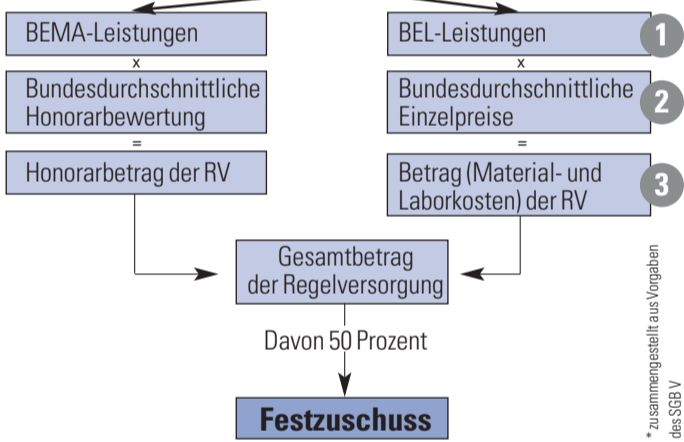 BEMA-Leistungen
x
Bundesdurchschnittliche
Honorarbewertung
=
Honorarbetrag der RV
BEL-Leistungen
1
x
Bundesdurchschnittliche
Einzelpreise
2
=
Betrag (Material- und
Laborkosten) der RV
3
Gesamtbetrag
der Regelversorgung
Davon 50 Prozent
Festzuschuss
* zusammengestellt aus Vorgaben
des SGB V